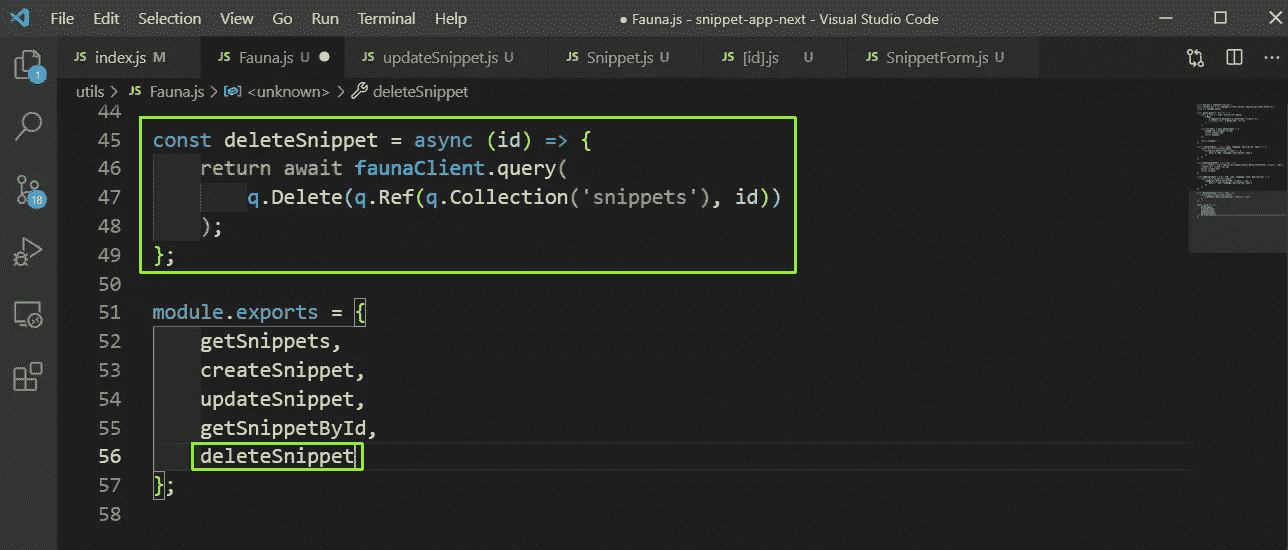 File Edit Selection View Go Run Terminal Help ● Fauna.js - snippet-app-next - Visual Studio Code
JS index.js M JS Fauna.js U ● JS updateSnippet.js U JS Snippet.js U JS [id].js U JS SnippetForm.js U ...
utils > JS Fauna.js > <unknown> > deleteSnippet
1
18
44
45 const deleteSnippet = async (id) => {
46 return await faunaClient.query(
47 q.Delete(q.Ref(q.Collection('snippets'), id))
48 );
49 };
50
51 module.exports = {
52 getSnippets,
53 createSnippet,
54 updateSnippet,
55 getSnippetById,
56 deleteSnippet
57 };
58